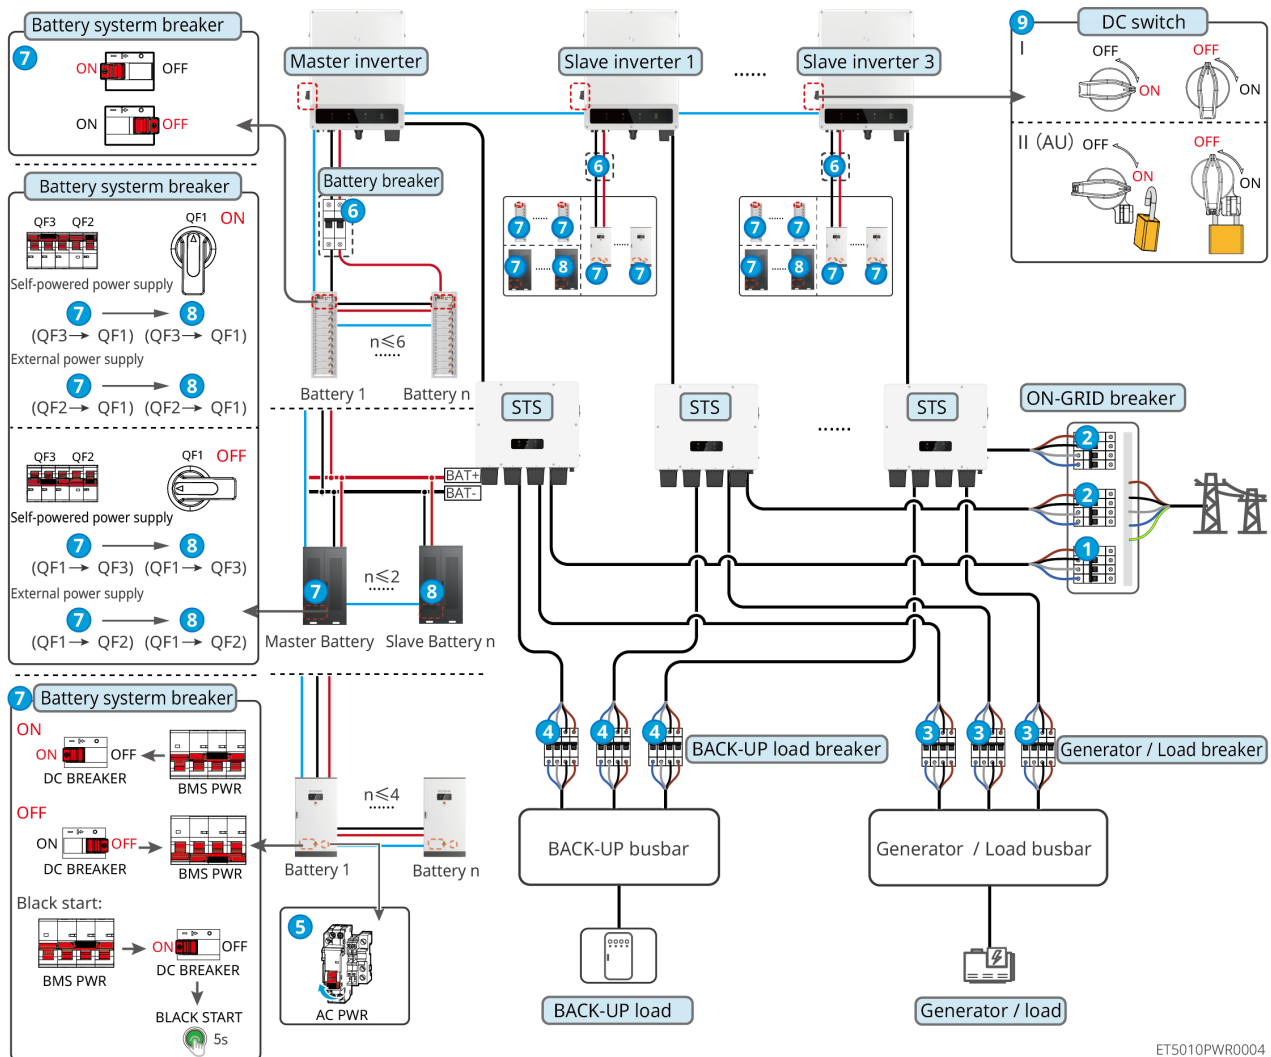 Battery systerm breaker
7
ON
OFF
ON
OFF
Battery systerm breaker
QF3 QF2
QF1
ON
Self-powered power supply
7 8
(QF3→ QF1) (QF3→ QF1)
External power supply
7 8
(QF2→ QF1) (QF2→ QF1)
QF3 QF2
QF1
OFF
Self-powered power supply
7 8
(QF1→ QF3) (QF1→ QF3)
External power supply
7 8
(QF1→ QF2) (QF1→ QF2)
7 Battery systerm breaker
ON
ON OFF
DC BREAKER
BMS PWR
OFF
ON OFF
DC BREAKER
BMS PWR
Black start:
BMS PWR
ON OFF
DC BREAKER
BLACK START
5s
Master inverter
Slave inverter 1
......
Slave inverter 3
Battery breaker
6
6
6
7 7
7 8
7 7
7 7
7 8
7 7
n≤6
......
Battery 1
Battery n
STS
STS
......
STS
BAT+
BAT-
7
n≤2
......
8
Master Battery
Slave Battery n
n≤4
......
Battery 1
Battery n
5
AC PWR
9
DC switch
I
OFF
ON
OFF
ON
II (AU)
OFF
ON
OFF
ON
ON-GRID breaker
2
2
1
4 4 4
BACK-UP load breaker
3 3 3
Generator / Load breaker
BACK-UP busbar
Generator / Load busbar
BACK-UP load
Generator / load
ET5010PWR0004